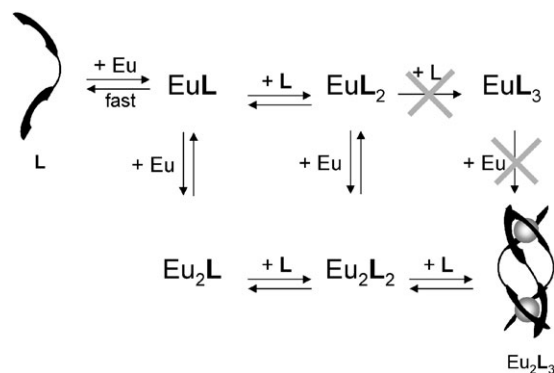 + Eu
fast
L
EuL
+ L
EuL₂
+ L
EuL₃
+ Eu
+ Eu
+ Eu
Eu₂L
+ L
Eu₂L₂
+ L
Eu₂L₃